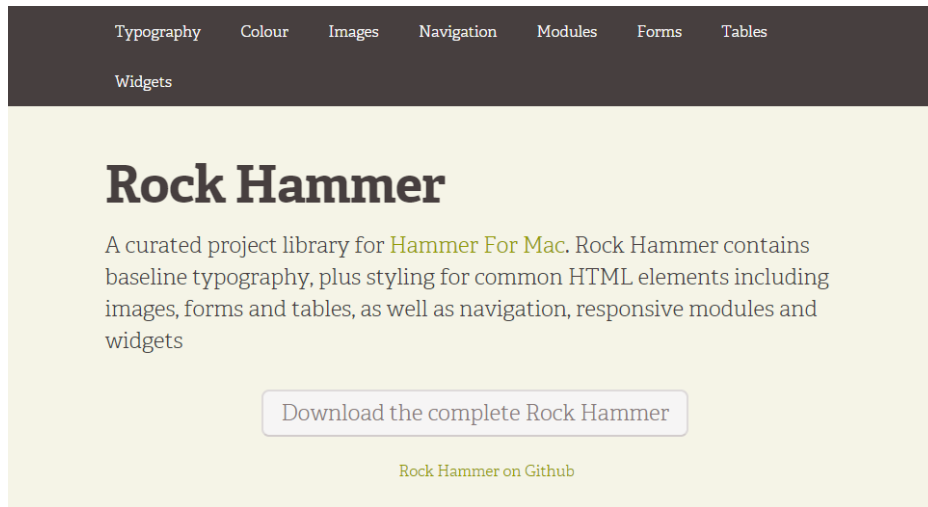 Typography Colour Images Navigation Modules Forms Tables
Widgets
Rock Hammer
A curated project library for Hammer For Mac. Rock Hammer contains
baseline typography, plus styling for common HTML elements including
images, forms and tables, as well as navigation, responsive modules and
widgets
Download the complete Rock Hammer
Rock Hammer on Github